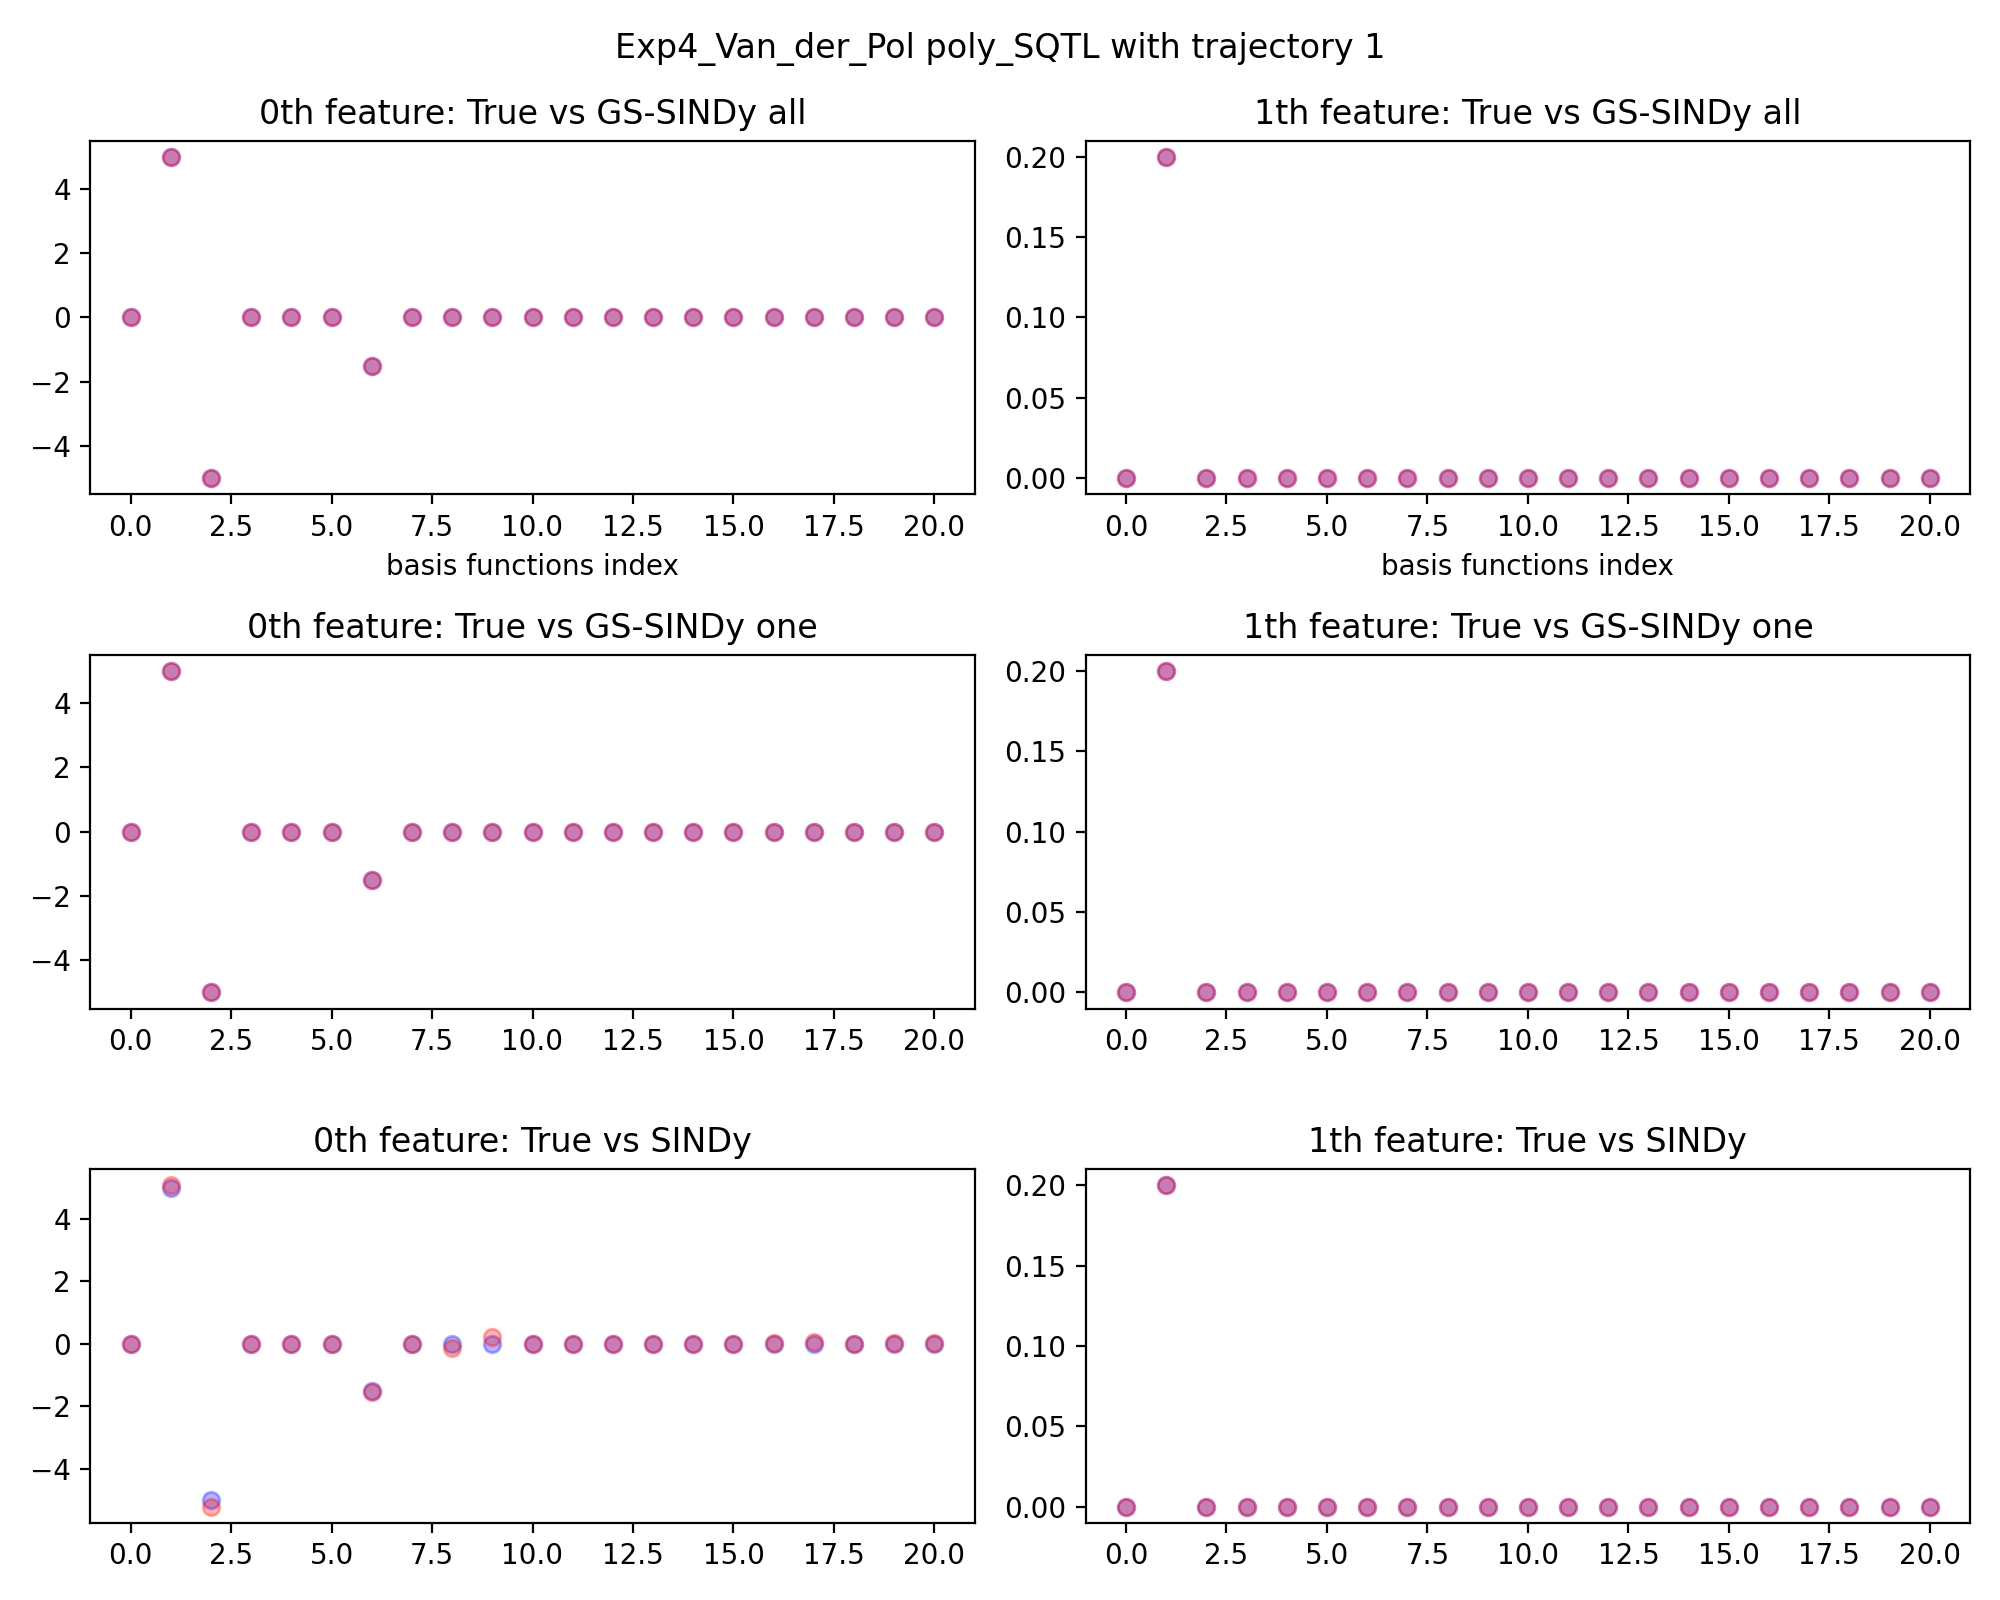 Exp4_Van_der_Pol poly_SQTL with trajectory 1
0th feature: True vs GS-SINDy all
4
2
0
−2
−4
0.0 2.5 5.0 7.5 10.0 12.5 15.0 17.5 20.0
basis functions index
1th feature: True vs GS-SINDy all
0.20
0.15
0.10
0.05
0.00
0.0 2.5 5.0 7.5 10.0 12.5 15.0 17.5 20.0
basis functions index
0th feature: True vs GS-SINDy one
4
2
0
−2
−4
0.0 2.5 5.0 7.5 10.0 12.5 15.0 17.5 20.0
1th feature: True vs GS-SINDy one
0.20
0.15
0.10
0.05
0.00
0.0 2.5 5.0 7.5 10.0 12.5 15.0 17.5 20.0
0th feature: True vs SINDy
4
2
0
−2
−4
0.0 2.5 5.0 7.5 10.0 12.5 15.0 17.5 20.0
1th feature: True vs SINDy
0.20
0.15
0.10
0.05
0.00
0.0 2.5 5.0 7.5 10.0 12.5 15.0 17.5 20.0